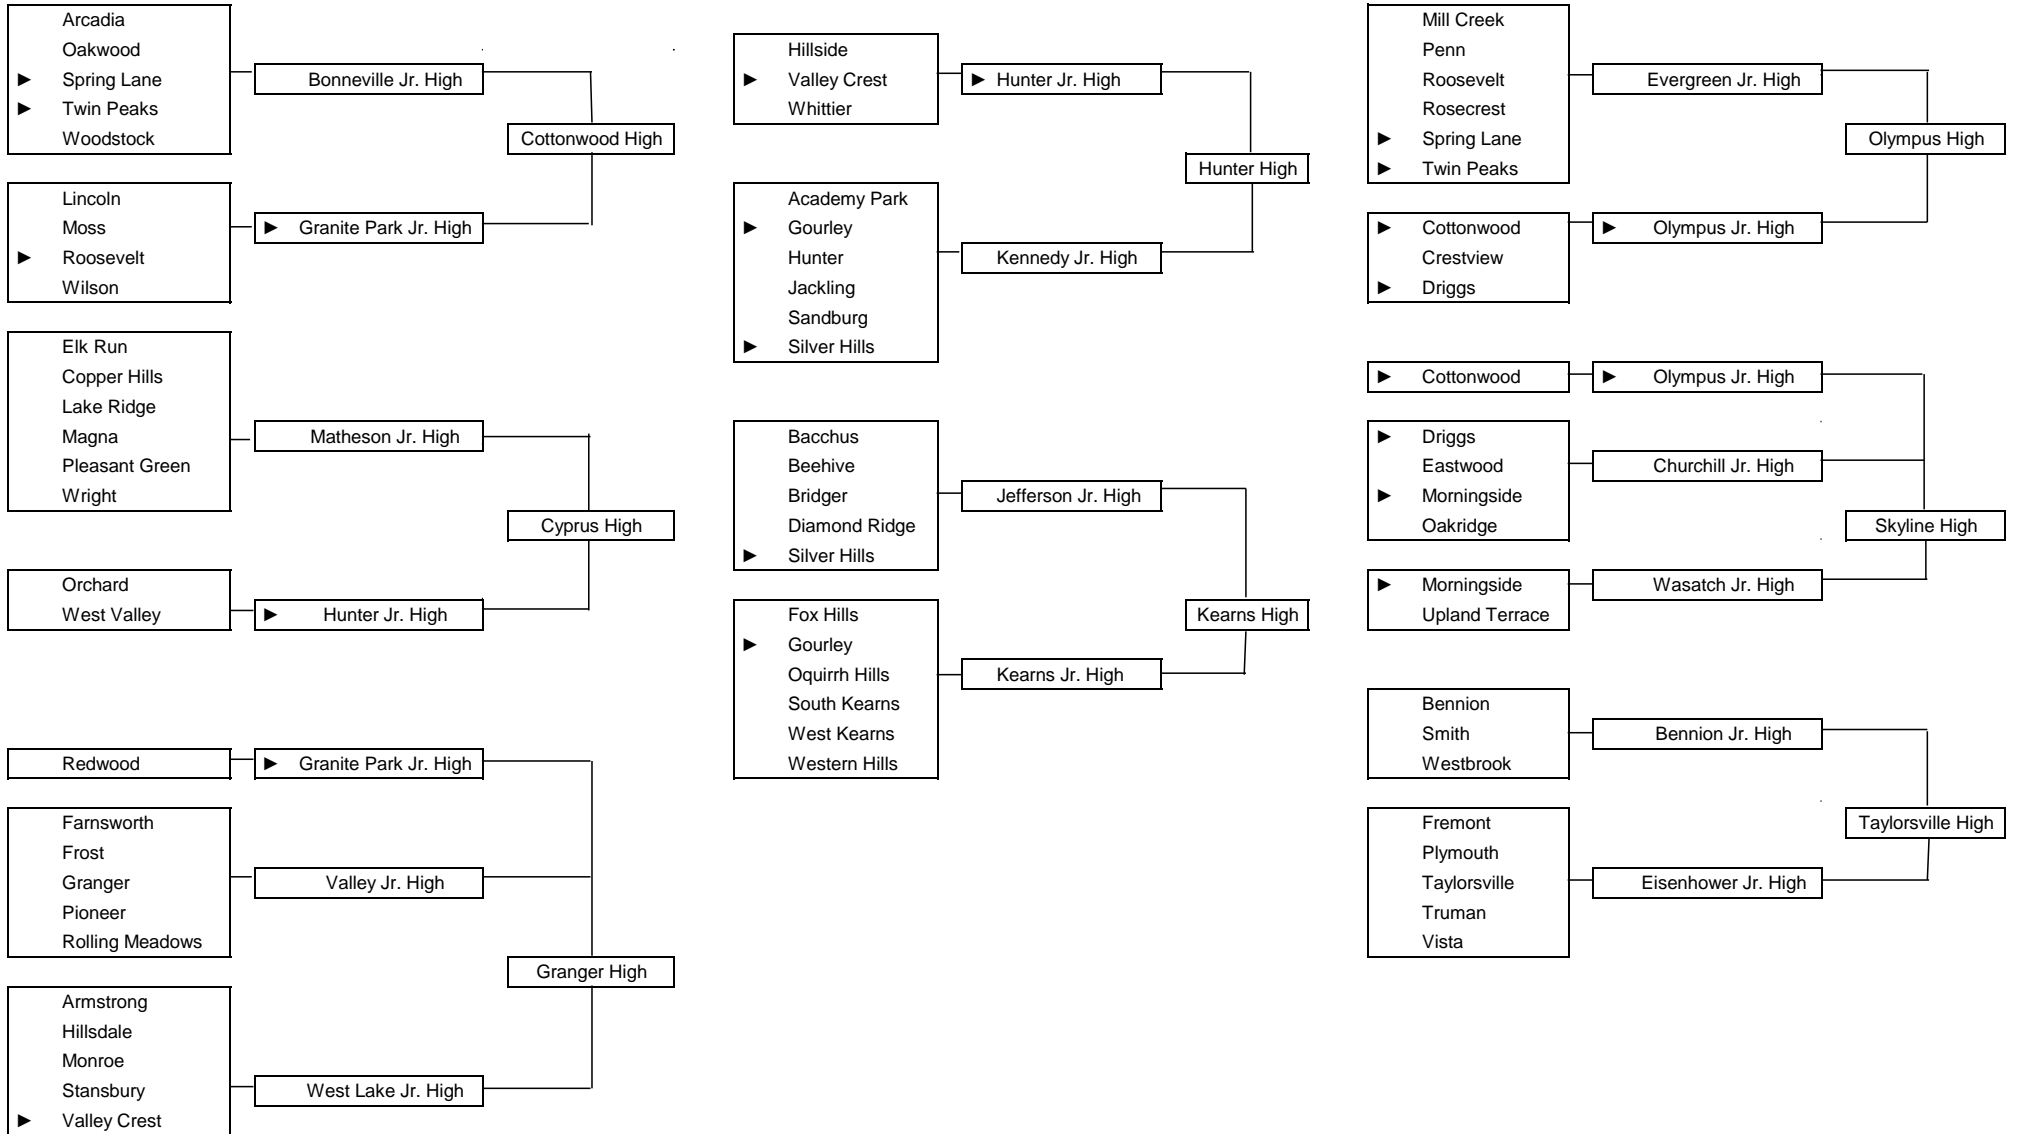 Arcadia
Oakwood
► Spring Lane
► Twin Peaks
Woodstock
Bonneville Jr. High
Lincoln
Moss
► Roosevelt
Wilson
► Granite Park Jr. High
Cottonwood High
Elk Run
Copper Hills
Lake Ridge
Magna
Pleasant Green
Wright
Matheson Jr. High
Orchard
West Valley
► Hunter Jr. High
Cyprus High
Redwood
► Granite Park Jr. High
Farnsworth
Frost
Granger
Pioneer
Rolling Meadows
Valley Jr. High
Armstrong
Hillsdale
Monroe
Stansbury
► Valley Crest
West Lake Jr. High
Granger High
Hillside
► Valley Crest
Whittier
► Hunter Jr. High
Academy Park
► Gourley
Hunter
Jackling
Sandburg
► Silver Hills
Kennedy Jr. High
Hunter High
Bacchus
Beehive
Bridger
Diamond Ridge
► Silver Hills
Jefferson Jr. High
Fox Hills
► Gourley
Oquirrh Hills
South Kearns
West Kearns
Western Hills
Kearns Jr. High
Kearns High
Mill Creek
Penn
Roosevelt
Rosecrest
► Spring Lane
► Twin Peaks
Evergreen Jr. High
► Cottonwood
Crestview
► Driggs
► Olympus Jr. High
Olympus High
► Cottonwood
► Olympus Jr. High
► Driggs
Eastwood
► Morningside
Oakridge
Churchill Jr. High
► Morningside
Upland Terrace
Wasatch Jr. High
Skyline High
Bennion
Smith
Westbrook
Bennion Jr. High
Fremont
Plymouth
Taylorsville
Truman
Vista
Eisenhower Jr. High
Taylorsville High